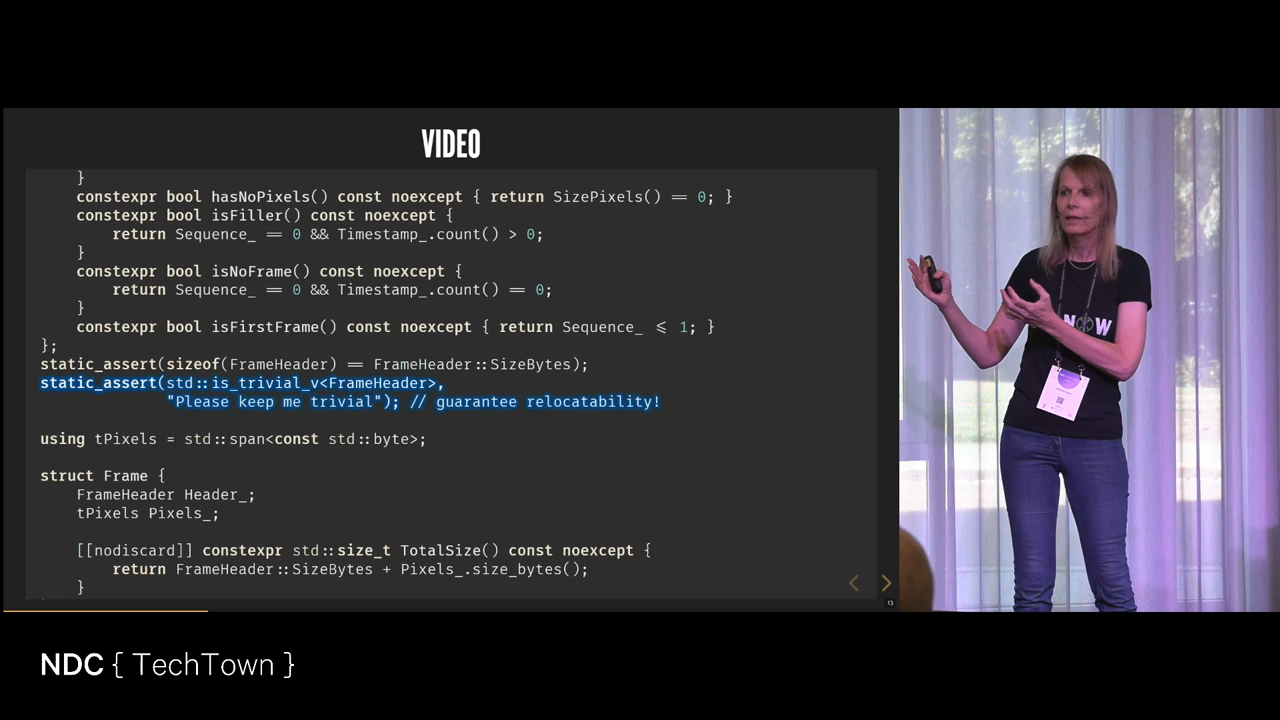 VIDEO
}
constexpr bool hasNoPixels() const noexcept { return SizePixels() == 0; }
constexpr bool isFiller() const noexcept {
return Sequence_ == 0 && Timestamp_.count() > 0;
}
constexpr bool isNoFrame() const noexcept {
return Sequence_ == 0 && Timestamp_.count() == 0;
}
constexpr bool isFirstFrame() const noexcept { return Sequence_ <= 1; }
};
static_assert(sizeof(FrameHeader) == FrameHeader::SizeBytes);
static_assert(std::is_trivial_v<FrameHeader>,
"Please keep me trivial"); // guarantee relocatability!
using tPixels = std::span<const std::byte>;
struct Frame {
FrameHeader Header_;
tPixels Pixels_;
[[nodiscard]] constexpr std::size_t TotalSize() const noexcept {
return FrameHeader::SizeBytes + Pixels_.size_bytes();
}
13
NDC { TechTown }